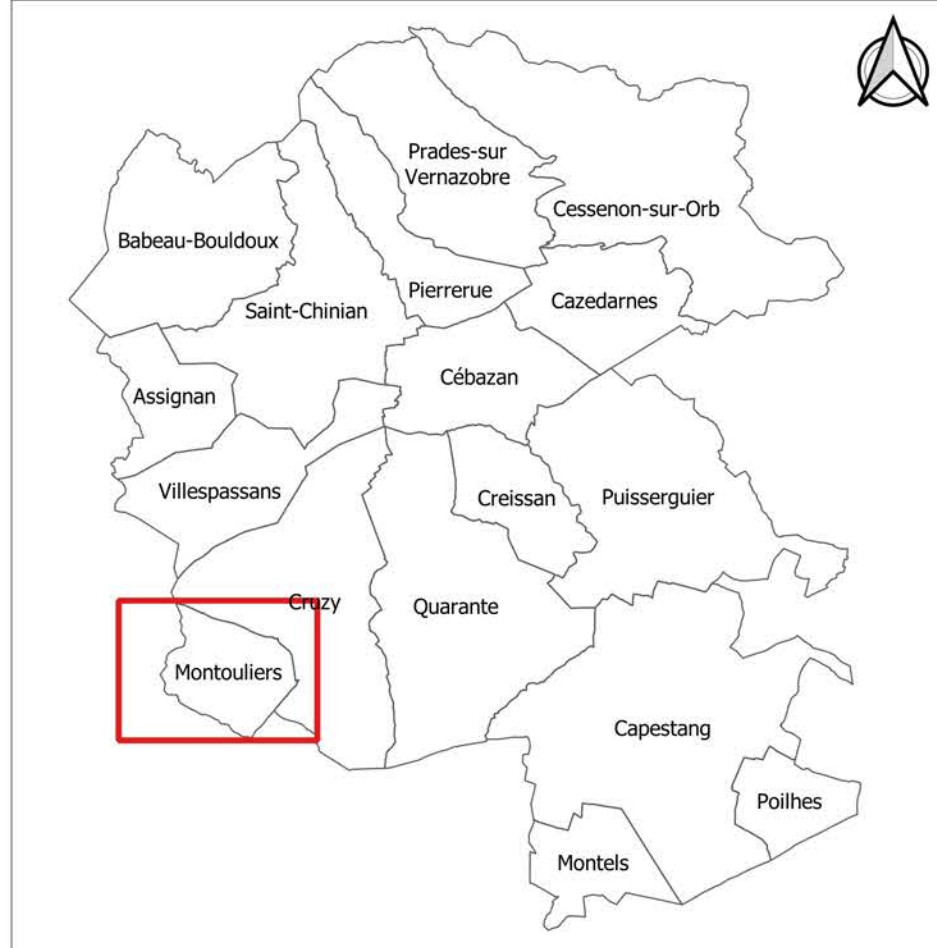 Prades-sur
Vernazobre
Cessenon-sur-Orb
Babeau-Bouldoux
Pierrerue
Cazedarnes
Saint-Chinian
Cébazan
Assignan
Villespassans
Creissan
Puisserguier
Cruzy
Quarante
Montouliers
Capestang
Poilhes
Montels